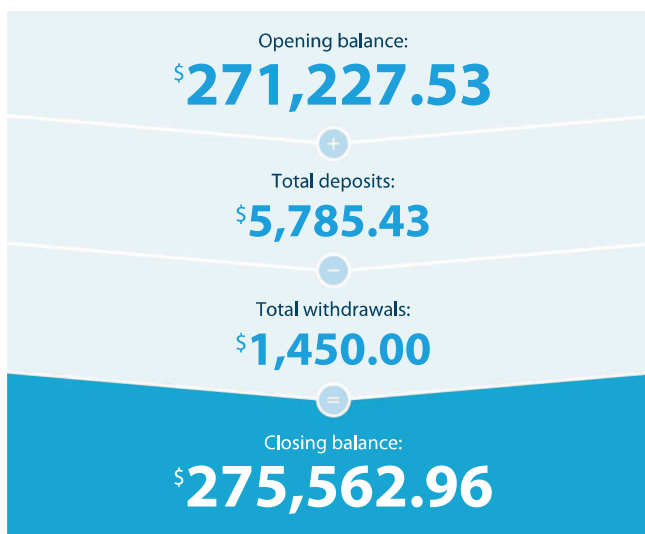 Opening balance:
$271,227.53
+
Total deposits:
$5,785.43
−
Total withdrawals:
$1,450.00
=
Closing balance:
$275,562.96